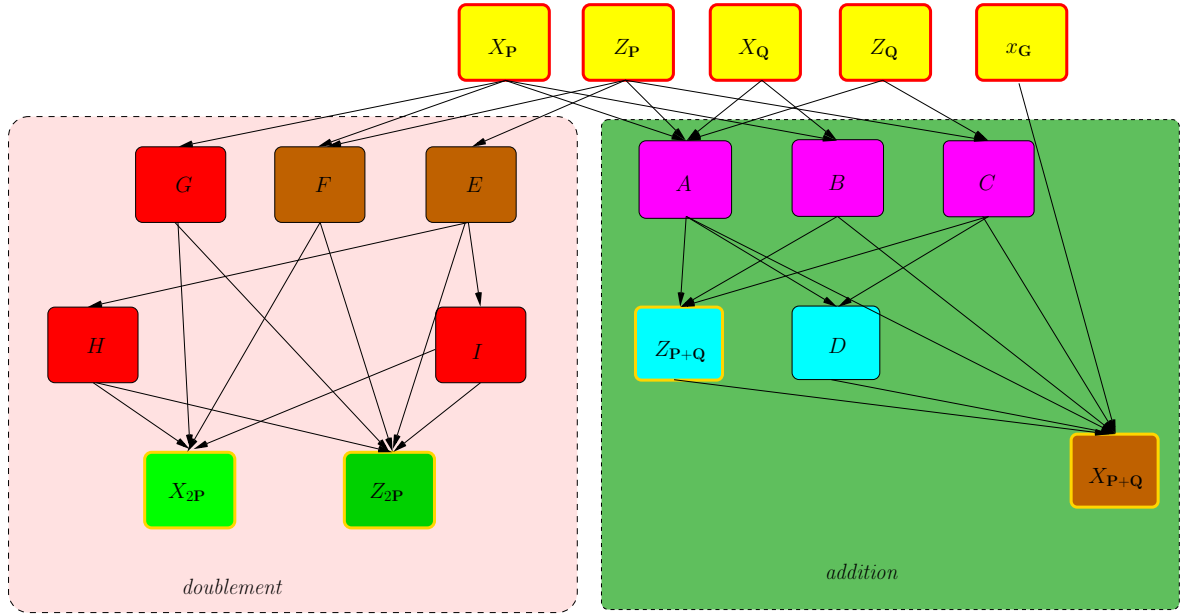 X_P Z_P X_Q Z_Q x_G
G F E A B C
H I Z_{P+Q} D
X_{2P} Z_{2P} X_{P+Q}
doublement addition